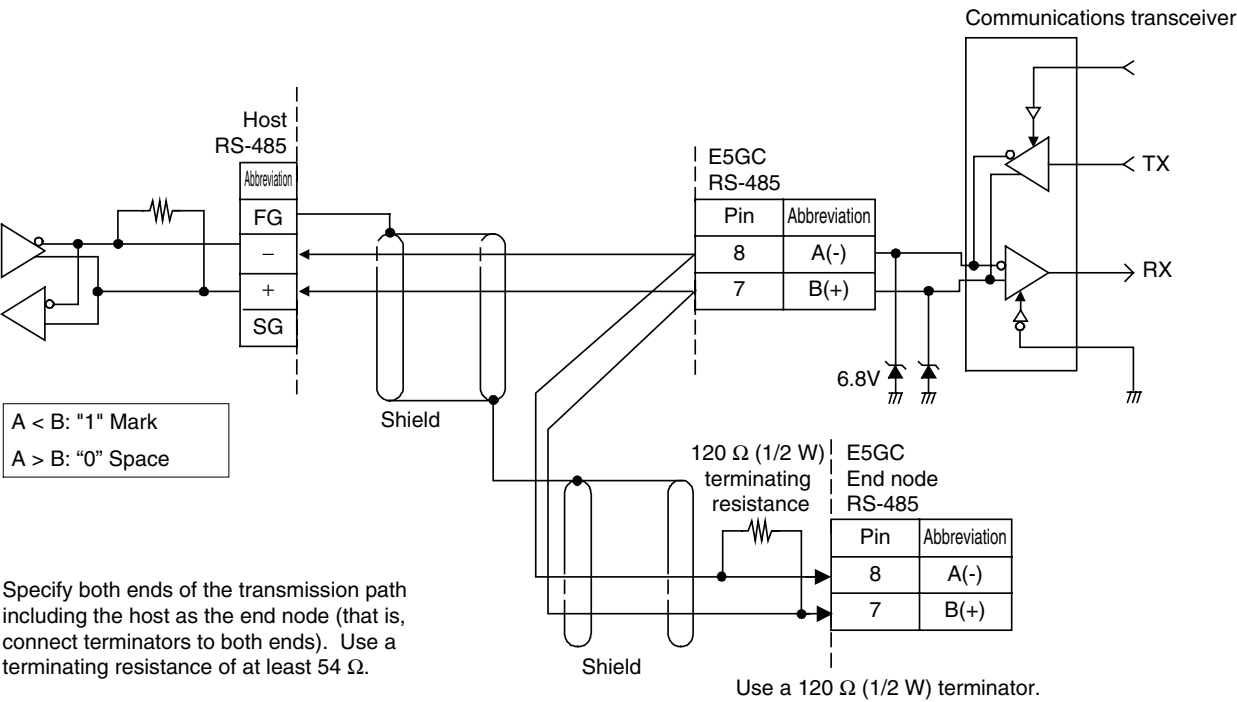 Communications transceiver
Host
RS-485
Abbreviation
FG
−
+
SG
E5GC
RS-485
Pin Abbreviation
8 A(-)
7 B(+)
TX
RX
6.8V
A < B: "1" Mark
A > B: “0” Space
Shield
120 Ω (1/2 W)
terminating
resistance
E5GC
End node
RS-485
Pin Abbreviation
8 A(-)
7 B(+)
Specify both ends of the transmission path
including the host as the end node (that is,
connect terminators to both ends).  Use a
terminating resistance of at least 54 Ω.
Shield
Use a 120 Ω (1/2 W) terminator.